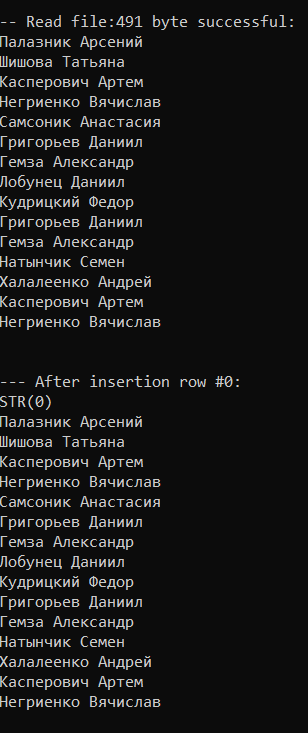 -- Read file:491 byte successful:
Палазник Арсений
Шишова Татьяна
Касперович Артем
Негриенко Вячислав
Самсоник Анастасия
Григорьев Даниил
Гемза Александр
Лобунец Даниил
Кудрицкий Федор
Григорьев Даниил
Гемза Александр
Натынчик Семен
Халалеенко Андрей
Касперович Артем
Негриенко Вячислав
--- After insertion row #0:
STR(0)
Палазник Арсений
Шишова Татьяна
Касперович Артем
Негриенко Вячислав
Самсоник Анастасия
Григорьев Даниил
Гемза Александр
Лобунец Даниил
Кудрицкий Федор
Григорьев Даниил
Гемза Александр
Натынчик Семен
Халалеенко Андрей
Касперович Артем
Негриенко Вячислав